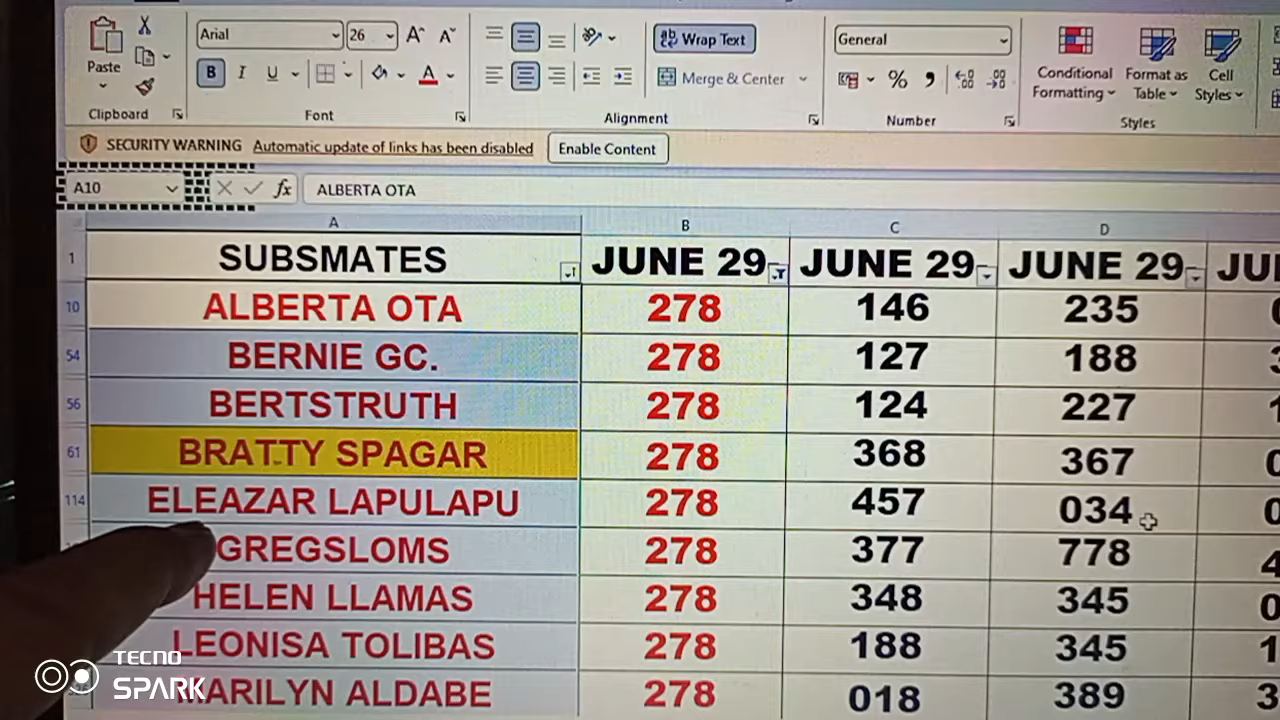 Arial 26 A^ A˅ Wrap Text General
Paste B I U A Merge & Center % , Conditional Formatting Format as Table Cell Styles
Clipboard Font Alignment Number Styles
SECURITY WARNING Automatic update of links has been disabled Enable Content
A10 fx ALBERTA OTA
A B C D
1 SUBSMATES JUNE 29 JUNE 29 JUNE 29
10 ALBERTA OTA 278 146 235
54 BERNIE GC. 278 127 188
56 BERTSTRUTH 278 124 227
61 BRATTY SPAGAR 278 368 367
114 ELEAZAR LAPULAPU 278 457 034
GREGSLOMS 278 377 778
HELEN LLAMAS 278 348 345
LEONISA TOLIBAS 278 188 345
MARILYN ALDABE 278 018 389
TECNO
SPARK